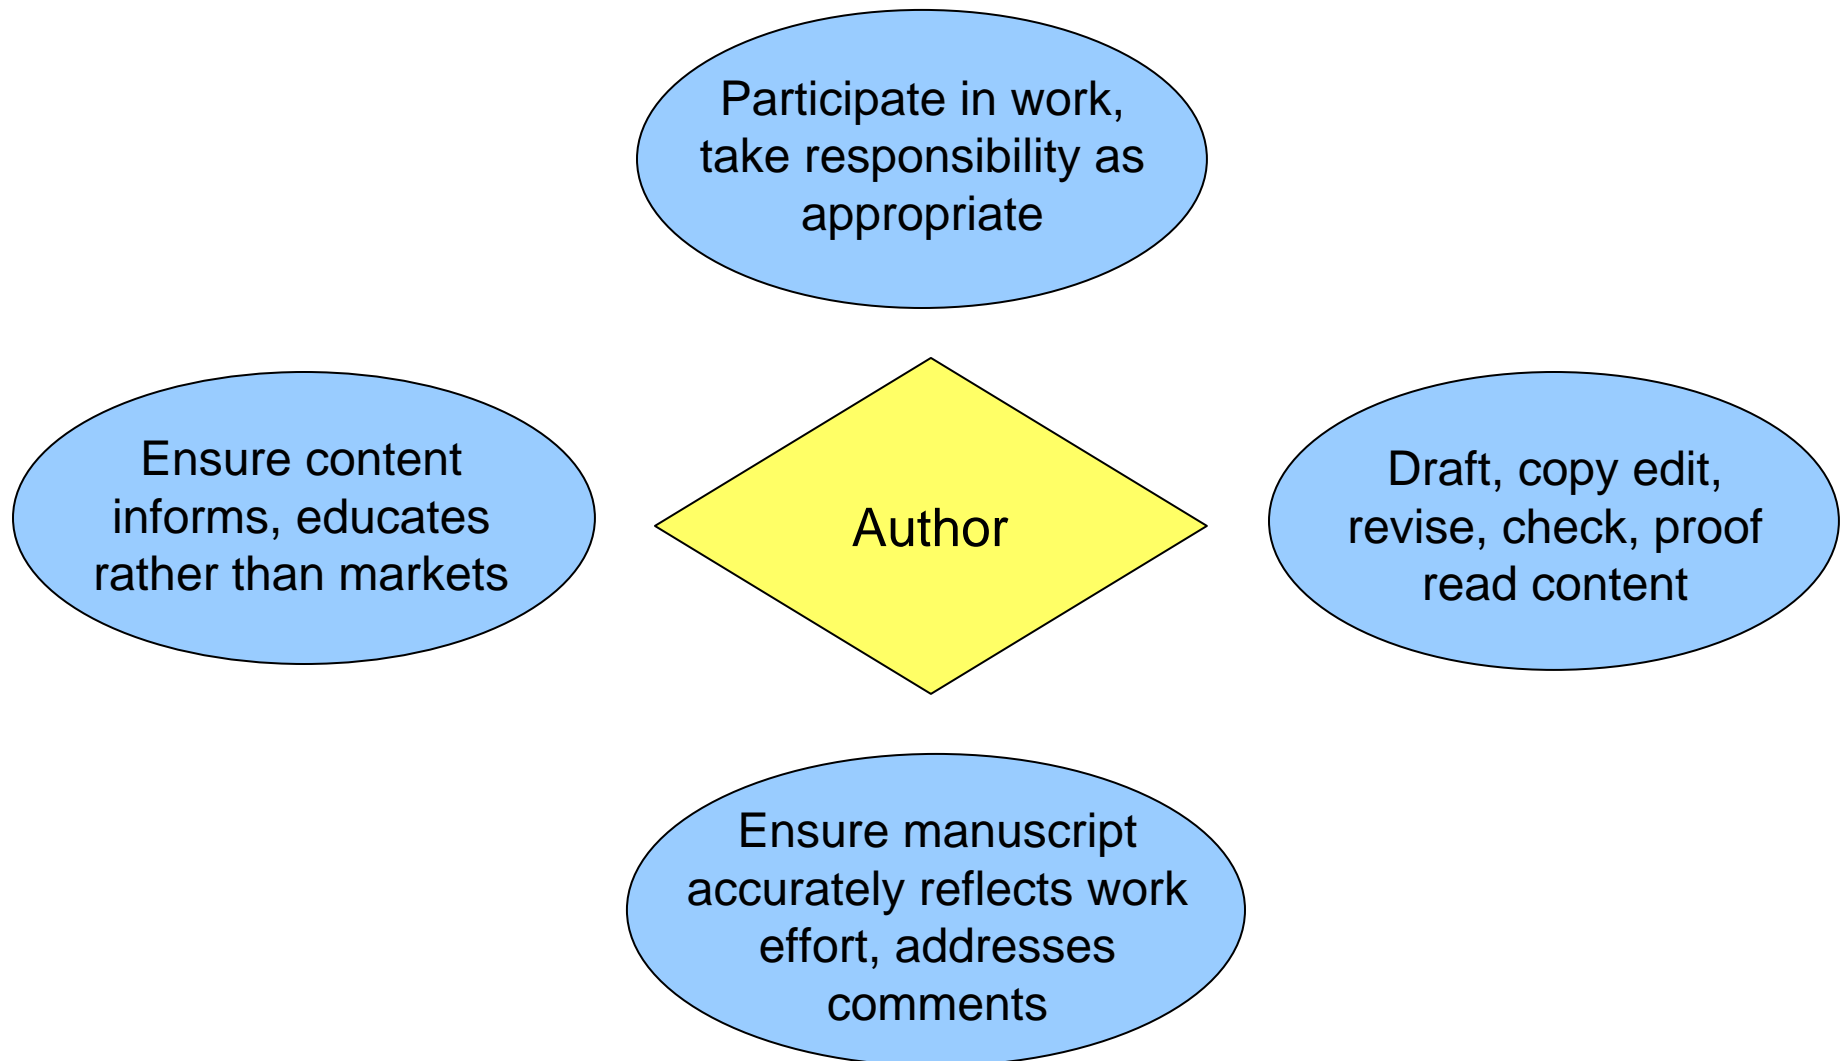 Participate in work,
take responsibility as
appropriate
Ensure content
informs, educates
rather than markets
Author
Draft, copy edit,
revise, check, proof
read content
Ensure manuscript
accurately reflects work
effort, addresses
comments